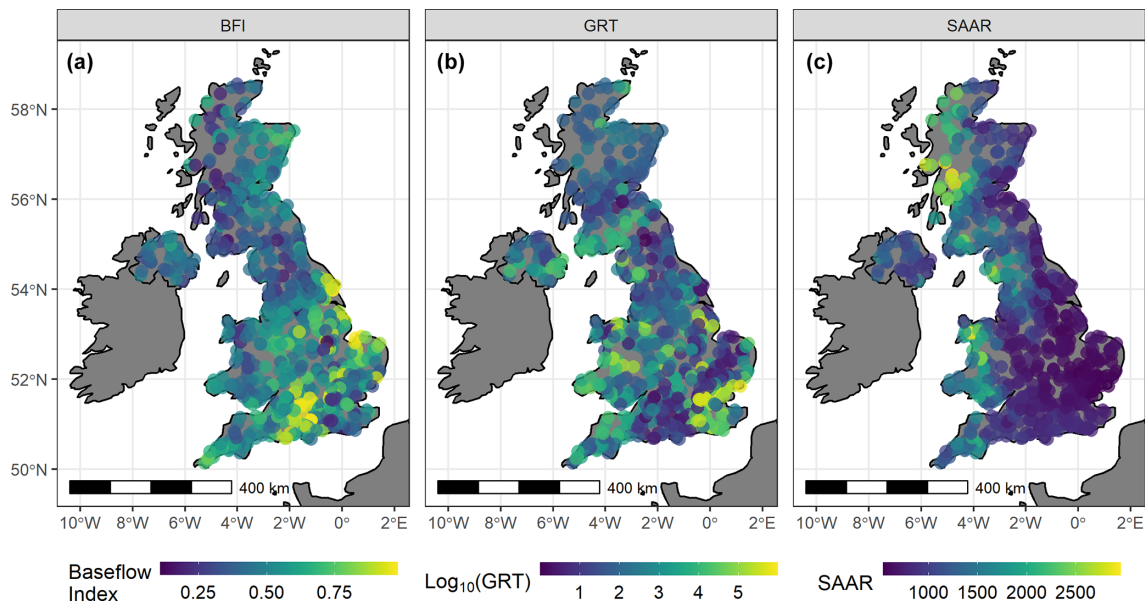 BFI
GRT
SAAR
(a)
(b)
(c)
58°N
56°N
54°N
52°N
50°N
400 km
400 km
400 km
10°W 8°W 6°W 4°W 2°W 0° 2°E
10°W 8°W 6°W 4°W 2°W 0° 2°E
10°W 8°W 6°W 4°W 2°W 0° 2°E
Baseflow
Index
0.25 0.50 0.75
Log₁₀(GRT)
1 2 3 4 5
SAAR
1000 1500 2000 2500